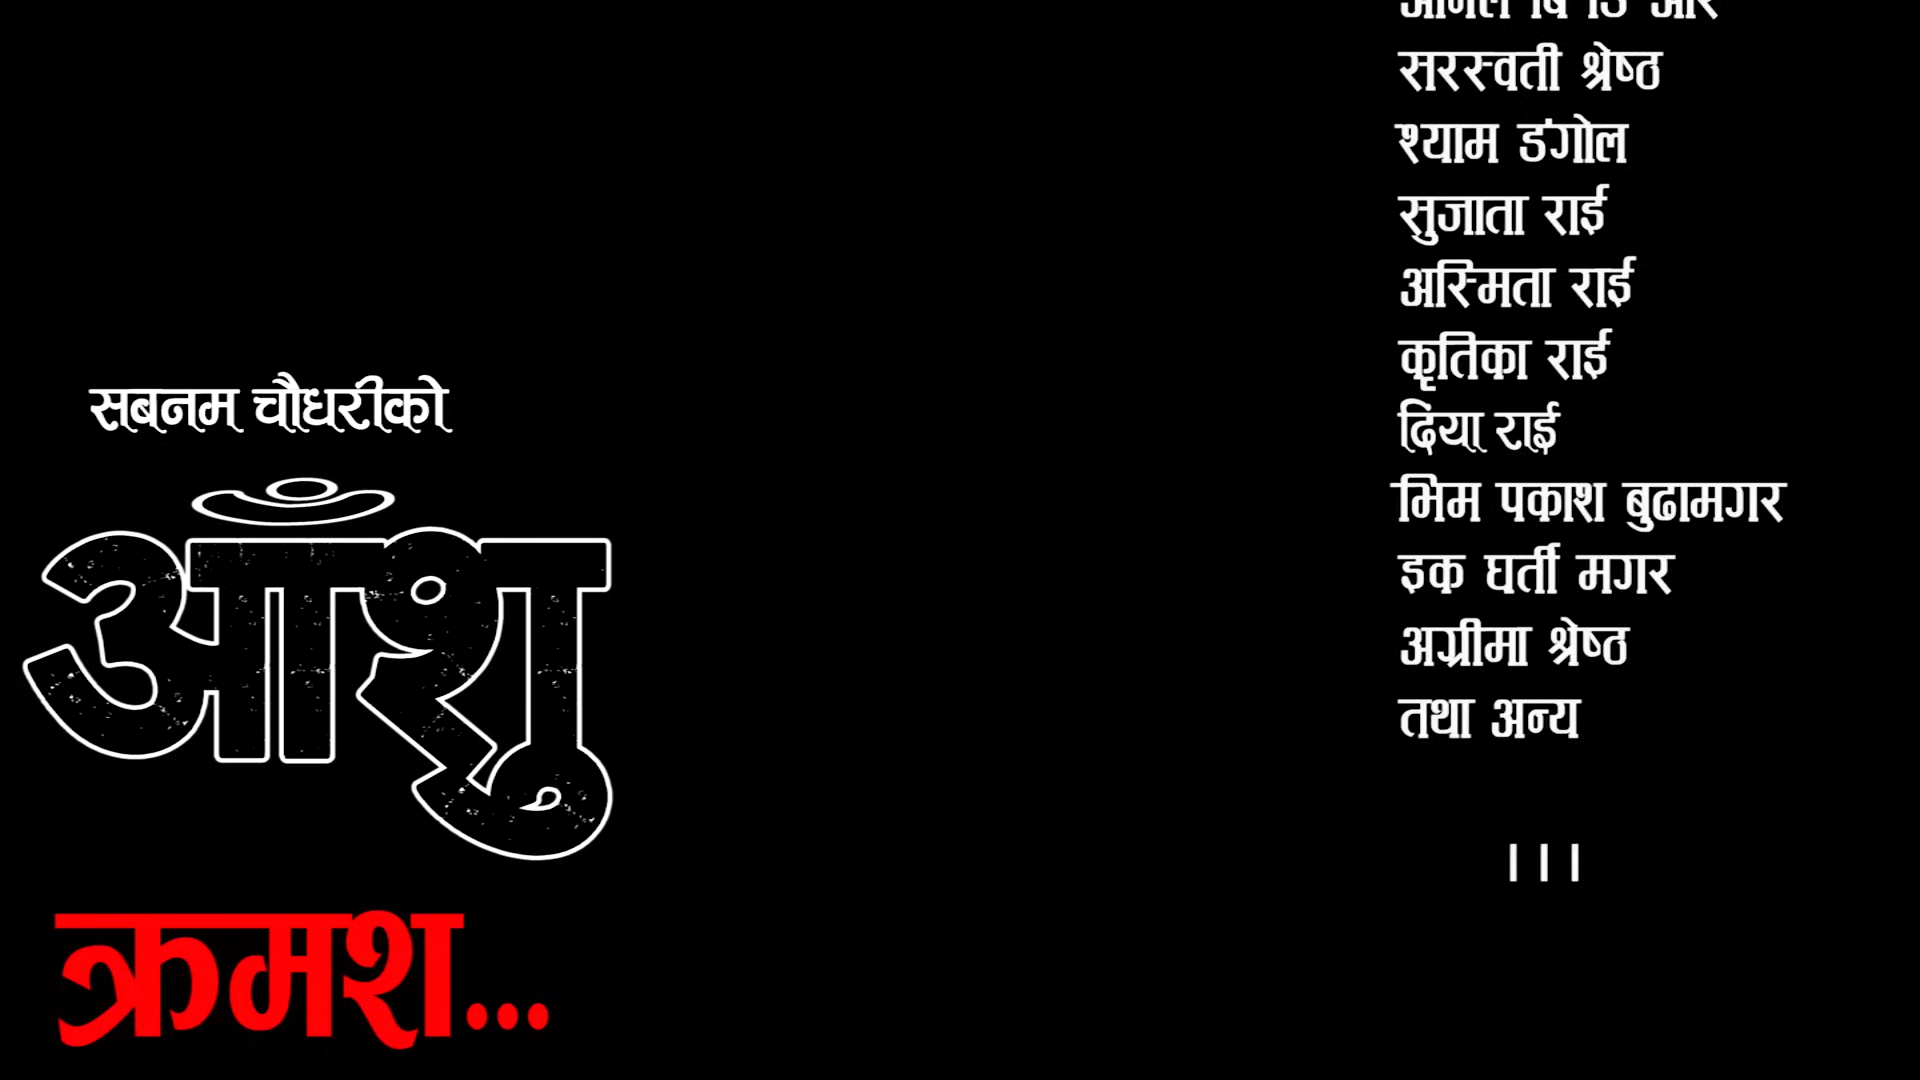 सबनम चौधरीको
आँशु
क्रमश...
सरस्वती श्रेष्ठ
श्याम डंगोल
सुजाता राई
अस्मिता राई
कृतिका राई
दिया राई
भिम पकाश बुढामगर
इक घर्ती मगर
अग्रीमा श्रेष्ठ
तथा अन्य
।।।